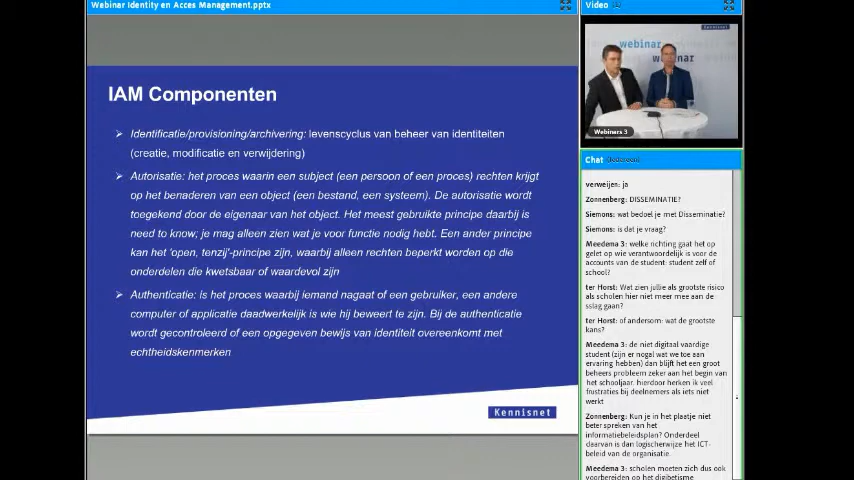 Webinar Identity en Acces Management.pptx
IAM Componenten
Identificatie/provisioning/archivering: levenscyclus van beheer van identiteiten
(creatie, modificatie en verwijdering)
Autorisatie: het proces waarin een subject (een persoon of een proces) rechten krijgt
op het benaderen van een object (een bestand, een systeem). De autorisatie wordt
toegekend door de eigenaar van het object. Het meest gebruikte principe daarbij is
need to know; je mag alleen zien wat je voor functie nodig hebt. Een ander principe
kan het 'open, tenzij'-principe zijn, waarbij alleen rechten beperkt worden op die
onderdelen die kwetsbaar of waardevol zijn
Authenticatie: is het proces waarbij iemand nagaat of een gebruiker, een andere
computer of applicatie daadwerkelijk is wie hij beweert te zijn. Bij de authenticatie
wordt gecontroleerd of een opgegeven bewijs van identiteit overeenkomt met
echtheidskenmerken
Kennisnet
Video
Kennisnet
webinar
webinar
Webinars 3
Chat
verweijen: ja
Zonnenberg: DISSEMINATIE?
Siemons: wat bedoel je met Disseminatie?
Siemons: is dat je vraag?
Meedema 3: welke richting gaat het op
gelet op wie verantwoordelijk is voor de
accounts van de student: student zelf of
school?
ter Horst: Wat zien jullie als grootste risico
als scholen hier niet meer mee aan de
sslag gaan?
ter Horst: of andersom: wat de grootste
kans?
Meedema 3: de niet digitaal vaardige
student (zijn er nogal wat we toe aan
ervaring hebben) dan blijft het een groot
beheers probleem zeker aan het begin van
het schooljaar. hierdoor herken ik veel
frustraties bij deelnemers als iets niet
werkt
Zonnenberg: Kun je in het plaatje niet
beter spreken van het
informatiebeleidsplan? Onderdeel
daarvan is dan logischerwijze het ICT-
beleid van de organisatie.
Meedema 3: scholen moeten zich dus ook
voorbereiden op het digibetisme